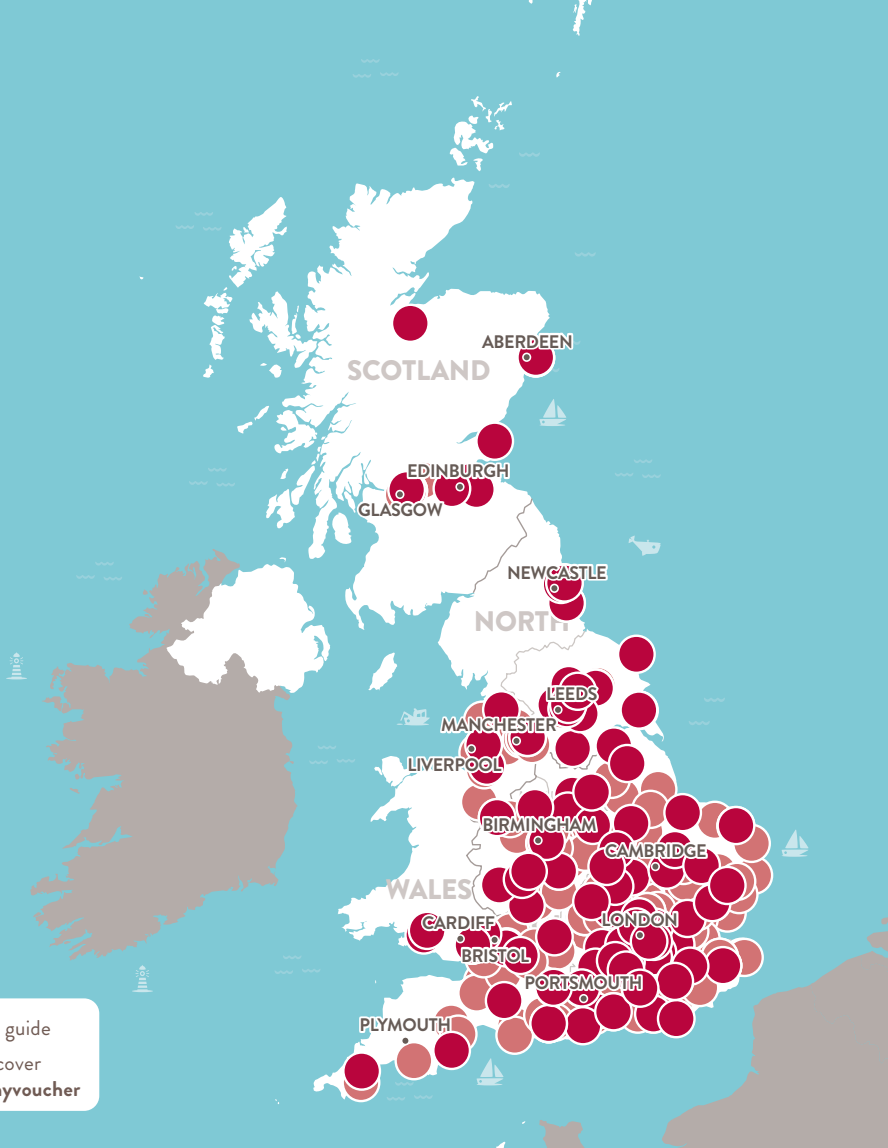 ABERDEEN
SCOTLAND
EDINBURGH
GLASGOW
NEWCASTLE
NORTH
LEEDS
MANCHESTER
LIVERPOOL
BIRMINGHAM
CAMBRIDGE
WALES
CARDIFF
LONDON
BRISTOL
PORTSMOUTH
PLYMOUTH
guide
cover
yvoucher